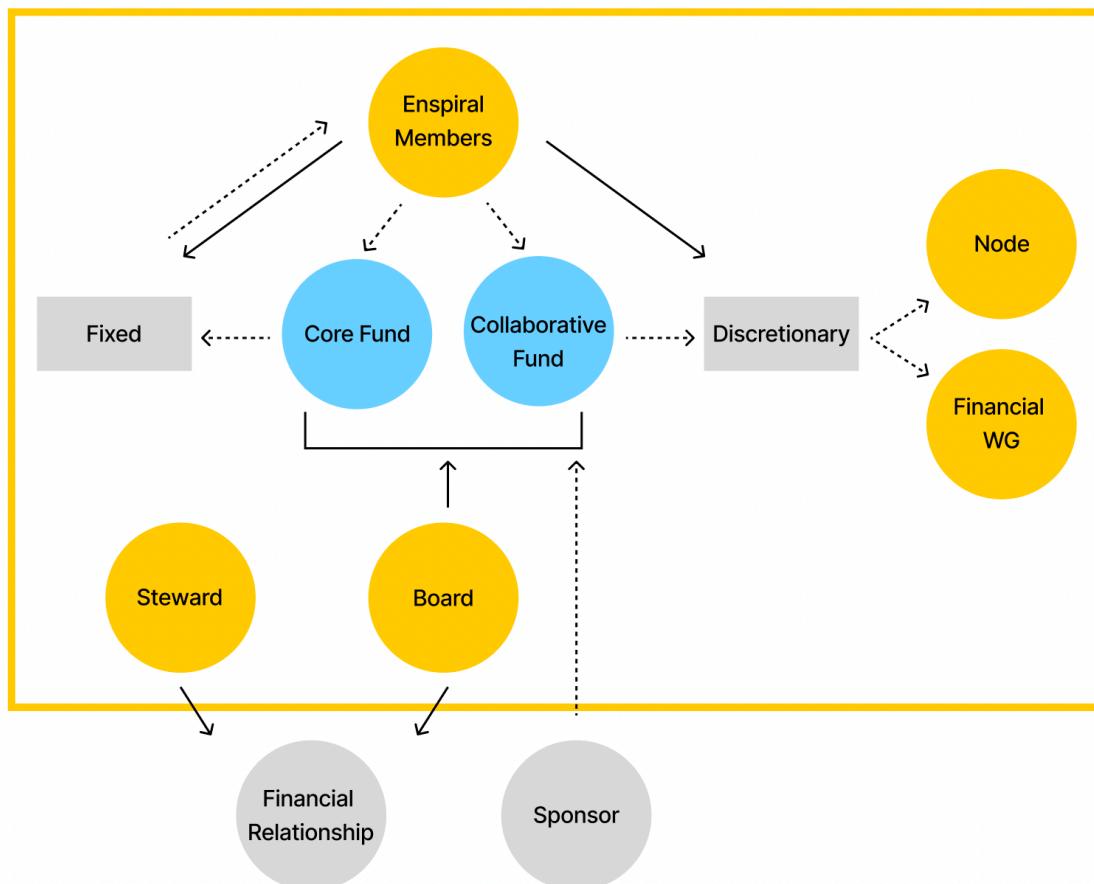 Enspiral
Members
Node
Fixed
Core Fund
Collaborative
Fund
Discretionary
Financial
WG
Steward
Board
Financial
Relationship
Sponsor